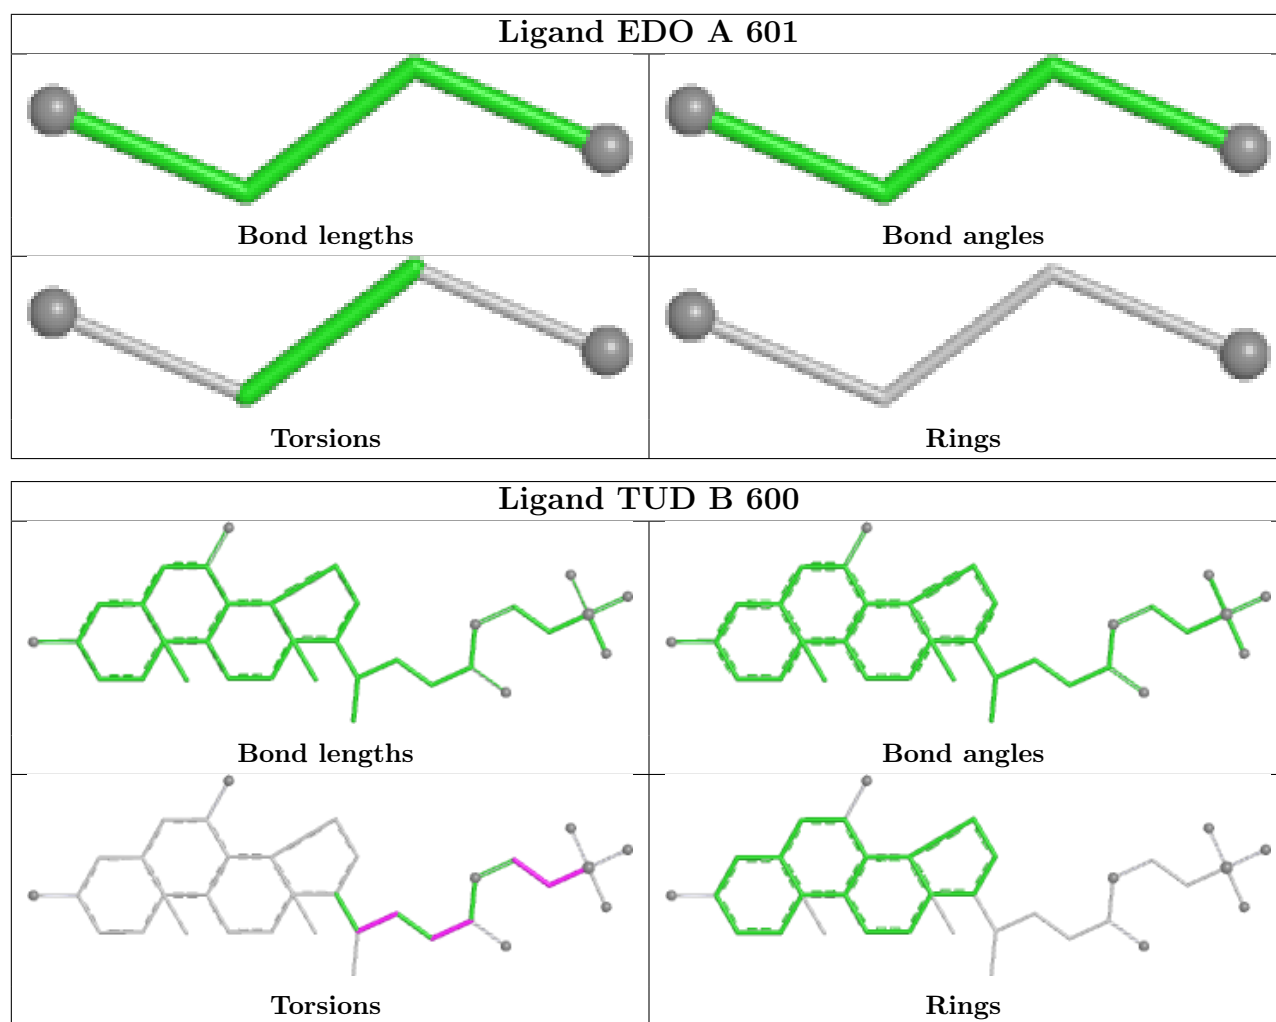 Ligand EDO A 601
Bond lengths
Bond angles
Torsions
Rings
Ligand TUD B 600
Bond lengths
Bond angles
Torsions
Rings